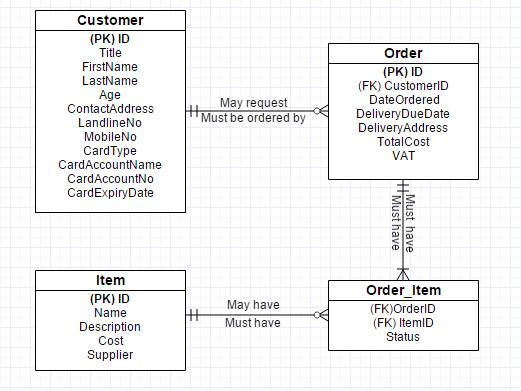 Customer
(PK) ID
Title
FirstName
LastName
Age
ContactAddress
LandlineNo
MobileNo
CardType
CardAccountName
CardAccountNo
CardExpiryDate
May request
Must be ordered by
Order
(PK) ID
(FK) CustomerID
DateOrdered
DeliveryDueDate
DeliveryAddress
TotalCost
VAT
Must have
Must have
Item
(PK) ID
Name
Description
Cost
Supplier
May have
Must have
Order_Item
(FK)OrderID
(FK) ItemID
Status